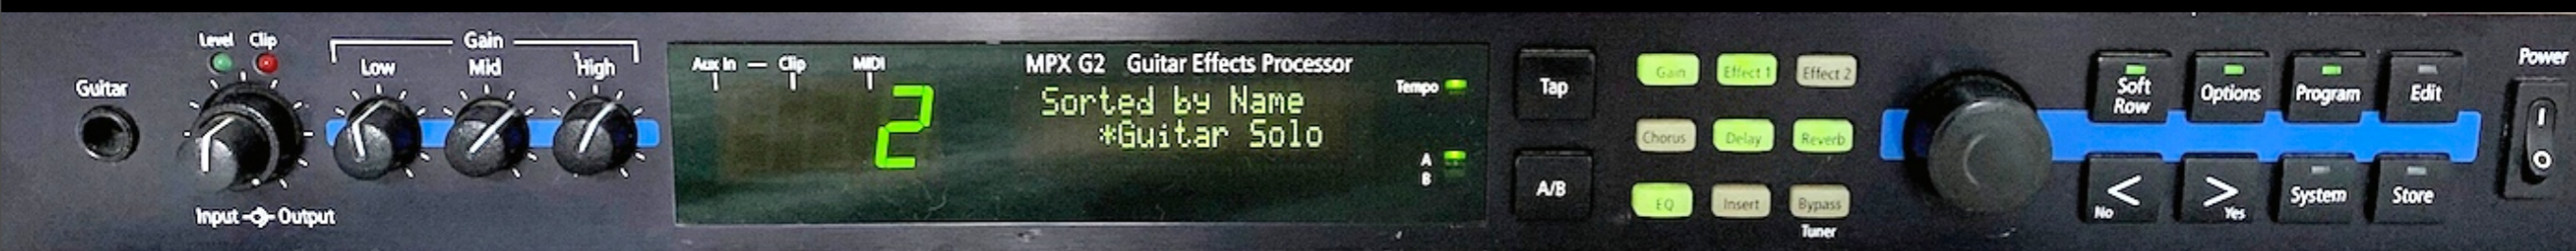 Guitar
Level Clip
Input Output
Gain
Low Mid High
Aux In — Clip MIDI
2
MPX G2 Guitar Effects Processor
Sorted by Name
*Guitar Solo
Tempo
A
B
Tap
A/B
Gain Effect 1 Effect 2
Chorus Delay Reverb
EQ Insert Bypass
Tuner
Soft Row
Options
Program
Edit
< No
> Yes
System
Store
Power
I
O